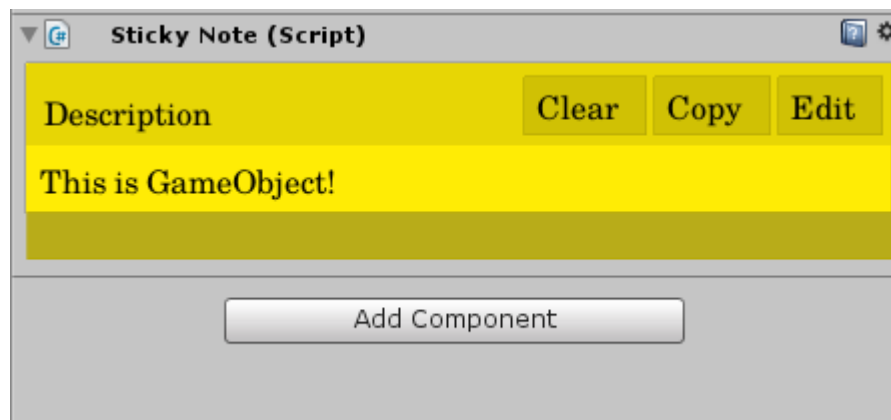 Sticky Note (Script)
Description Clear Copy Edit
This is GameObject!
Add Component